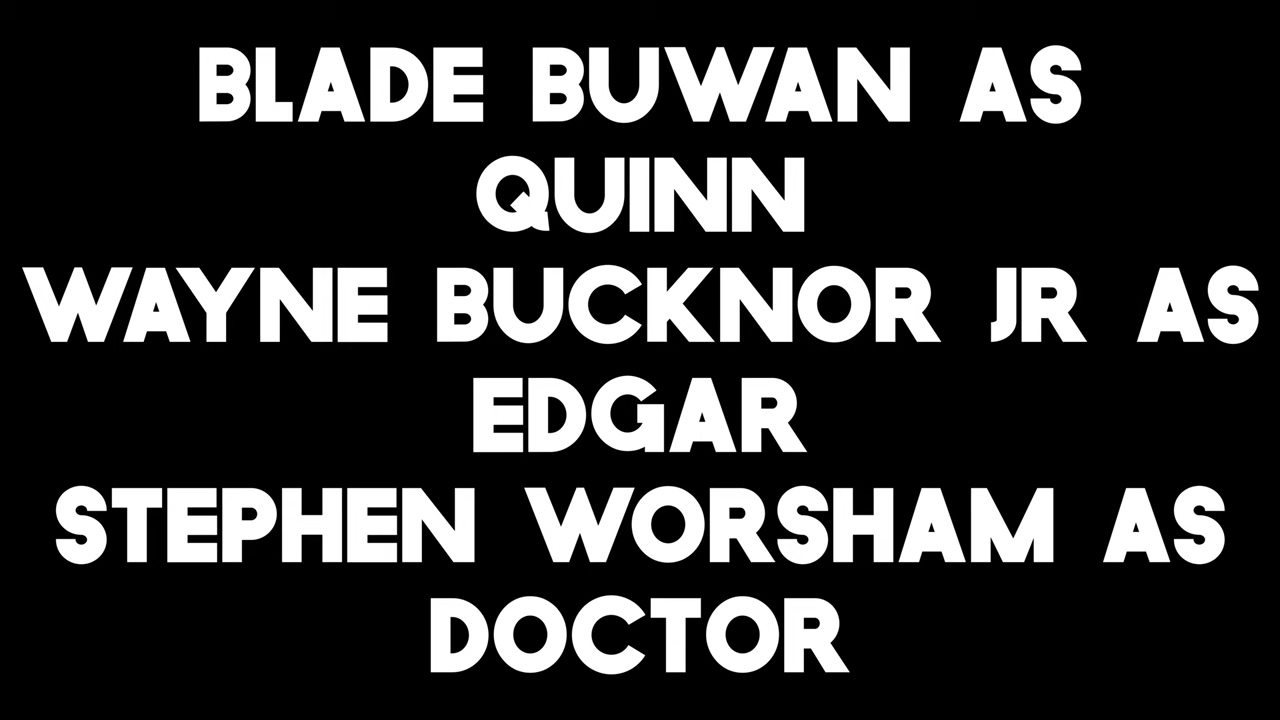 BLADE BUWAN AS
QUINN
WAYNE BUCKNOR JR AS
EDGAR
STEPHEN WORSHAM AS
DOCTOR